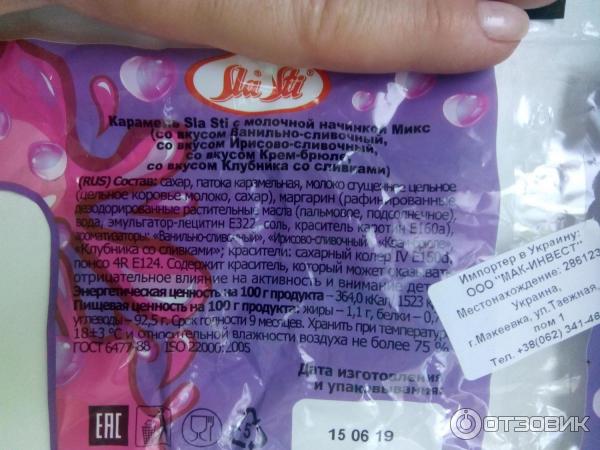 Sla Sti
Карамель Sla Sti с молочной начинкой Микс
(со вкусом Ванильно-сливочный,
со вкусом Ирисово-сливочный,
со вкусом Крем-брюле,
со вкусом Клубника со сливками)
(RUS) Состав: сахар, патока карамельная, молоко сгущенное цельное
(цельное коровье молоко, сахар), маргарин (рафинированные
дезодорированные растительные масла (пальмовое, подсолнечное),
вода, эмульгатор-лецитин Е322 соль, краситель каротин Е160а),
ароматизаторы: «Ванильно-сливочный», «Ирисово-сливочный», «Крем-брюле»,
«Клубника со сливками»; красители: сахарный колер IV Е160d,
понсо 4R Е124. Содержит краситель, который может оказывать
отрицательное влияние на активность и внимание
Энергетическая ценность на 100 г продукта – 364,0 кКал
Пищевая ценность на 100 г продукта: жиры – 1,1 г, белки –
углеводы – 92,5 г. Срок годности 9 месяцев. Хранить при температуре
18±3 °С и относительной влажности воздуха не более 75 %
ГОСТ 6477-88 ISO 22000:2005
Дата изготовления
и упаковывания:
15 06 19
EAC
5
Импортер в Украину:
ООО "МАК-ИНВЕСТ"
Местонахождение: 286123
Украина,
г.Макеевка, ул.Таежная,
пом 1
Тел. +38(062) 341-46
ОТЗОВИК